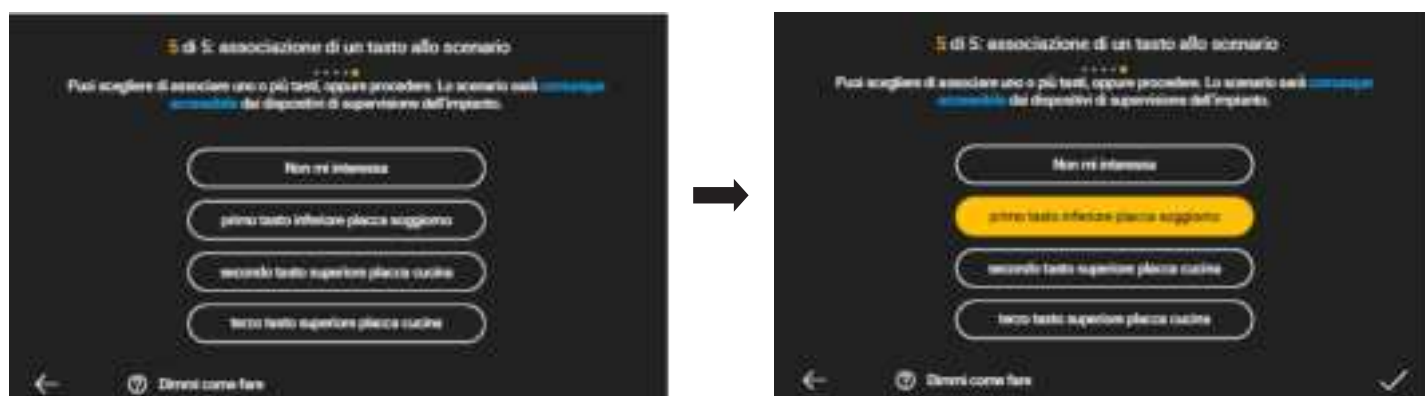 5 di 5: associazione di un tasto allo scenario
Puoi scegliere di associare uno o più tasti, oppure procedere. Lo scenario sarà comunque
accessibile dai dispositivi di supervisione dell'impianto.
Non mi interessa
primo tasto inferiore placca soggiorno
secondo tasto superiore placca cucina
terzo tasto superiore placca cucina
Dimmi come fare
5 di 5: associazione di un tasto allo scenario
Puoi scegliere di associare uno o più tasti, oppure procedere. Lo scenario sarà comunque
accessibile dai dispositivi di supervisione dell'impianto.
Non mi interessa
primo tasto inferiore placca soggiorno
secondo tasto superiore placca cucina
terzo tasto superiore placca cucina
Dimmi come fare